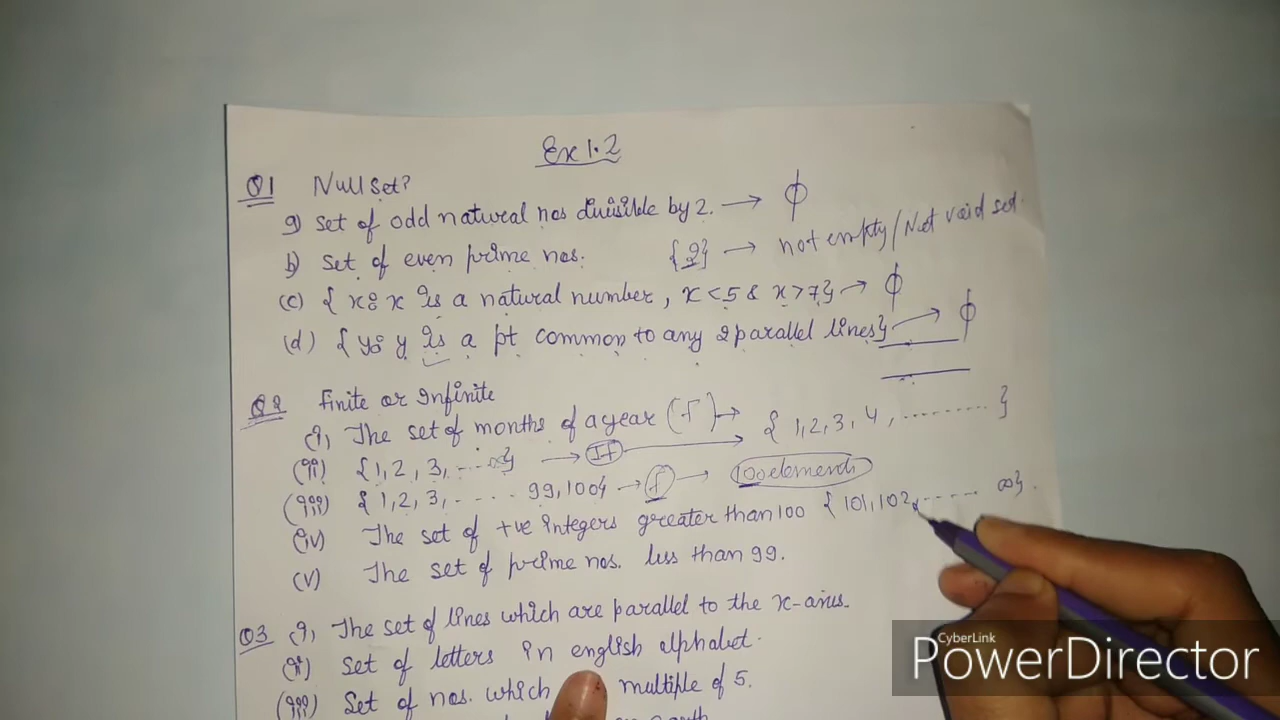 Ex 1.2
Q1 Null set?
a) set of odd natural nos divisible by 2. → ϕ
b) set of even prime nos. {2} → not empty/Not void set.
(c) { x: x is a natural number, x < 5 & x > 7} → ϕ
(d) { y: y is a pt common to any 2 parallel lines} → ϕ
Q2 Finite or Infinite
(i) The set of months of a year (f) → { 1, 2, 3, 4, ......... }
(ii) {1, 2, 3, ... ∞} → IF →
(iii) {1, 2, 3, ...... 99, 100} → f → 100 elements
(iv) The set of +ve integers greater than 100 { 101, 102, ...... ∞}.
(v) The set of prime nos. less than 99.
Q3 (i) The set of lines which are parallel to the x-axis.
(ii) Set of letters in english alphabet.
(iii) Set of nos. which multiple of 5.
CyberLink
PowerDirector